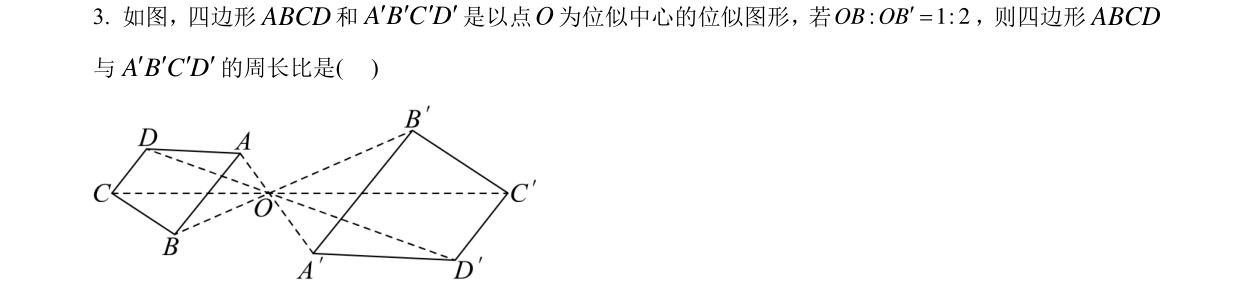 3. 如图，四边形 ABCD 和 A'B'C'D' 是以点 O 为位似中心的位似图形，若 OB : OB' = 1 : 2，则四边形 ABCD
与 A'B'C'D' 的周长比是(    )
B'
D
A
C
O
C'
B
A'
D'